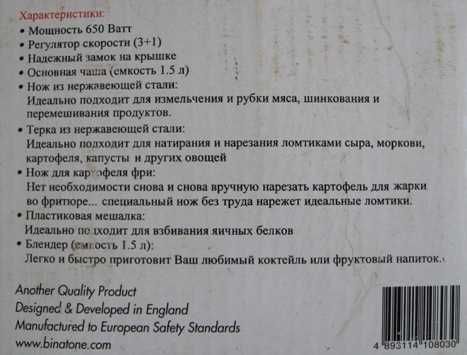 Характеристики:
• Мощность 650 Ватт
• Регулятор скорости (3+1)
• Надежный замок на крышке
• Основная чаша (емкость 1.5 л)
• Нож из нержавеющей стали:
Идеально подходит для измельчения и рубки мяса, шинкования и
перемешивания продуктов.
• Терка из нержавеющей стали:
Идеально подходит для натирания и нарезания ломтиками сыра, моркови,
картофеля, капусты и других овощей
• Нож для картофеля фри:
Нет необходимости снова и снова вручную нарезать картофель для жарки
во фритюре... специальный нож без труда нарежет идеальные ломтики.
• Пластиковая мешалка:
Идеально подходит для взбивания яичных белков
• Блендер (емкость 1.5 л):
Легко и быстро приготовит Ваш любимый коктейль или фруктовый напиток.
Another Quality Product
Designed & Developed in England
Manufactured to European Safety Standards
www.binatone.com
4 893114 108030